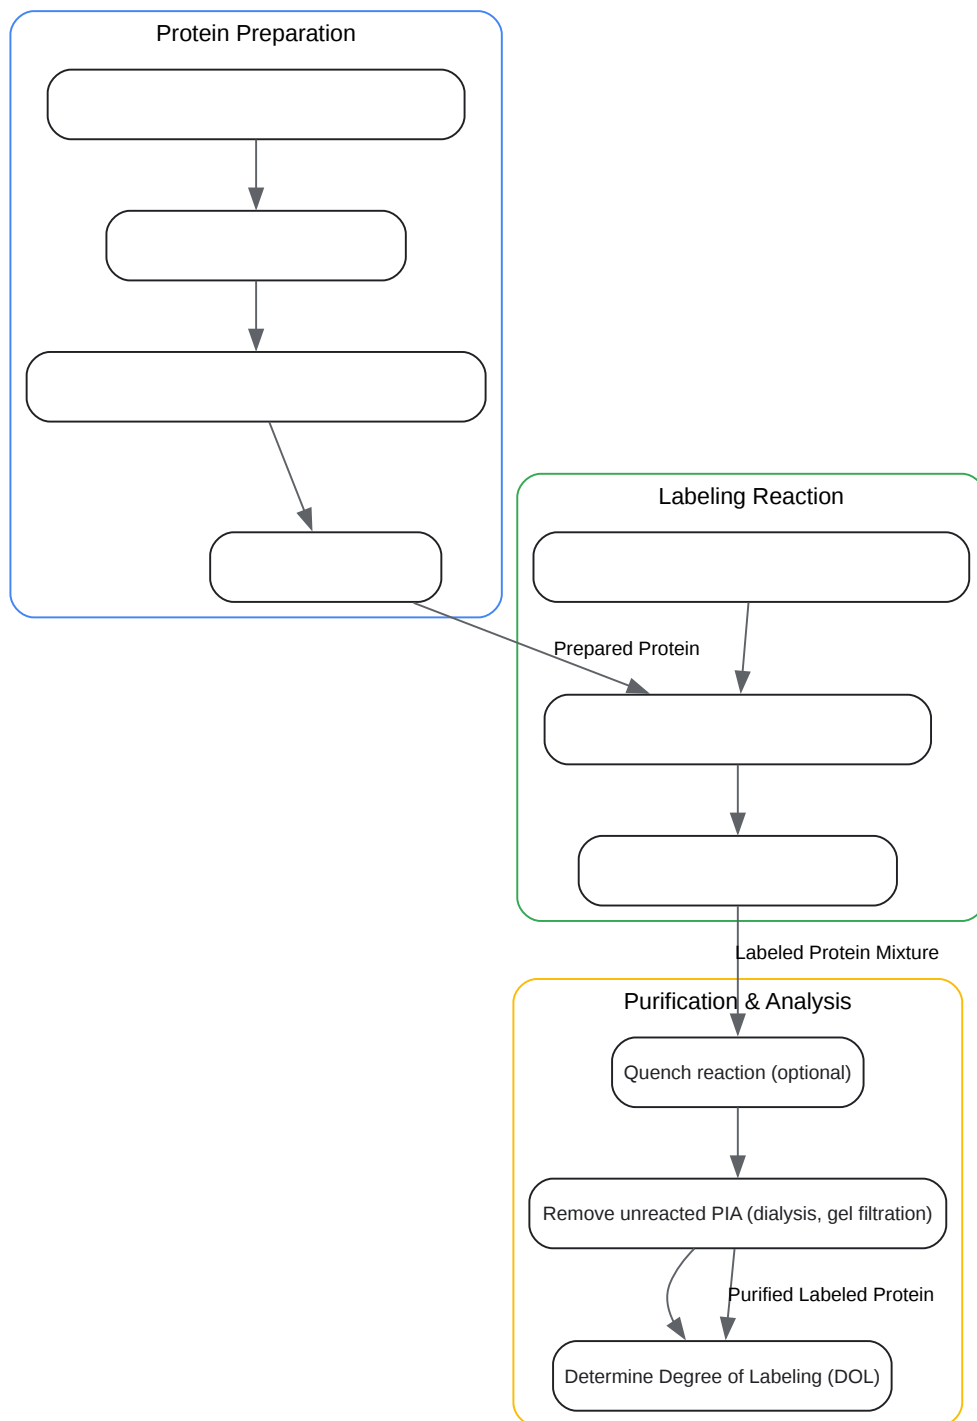 Protein Preparation
Labeling Reaction
Prepared Protein
Labeled Protein Mixture
Purification & Analysis
Quench reaction (optional)
Remove unreacted PIA (dialysis, gel filtration)
Purified Labeled Protein
Determine Degree of Labeling (DOL)